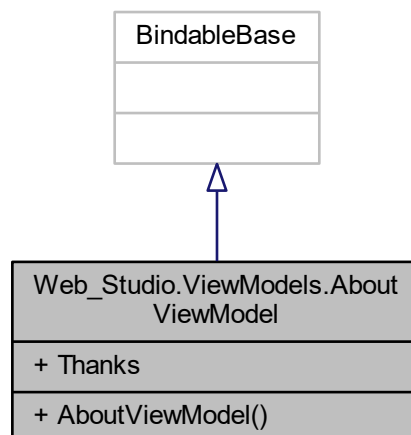 BindableBase
Web_Studio.ViewModels.About
ViewModel
+ Thanks
+ AboutViewModel()